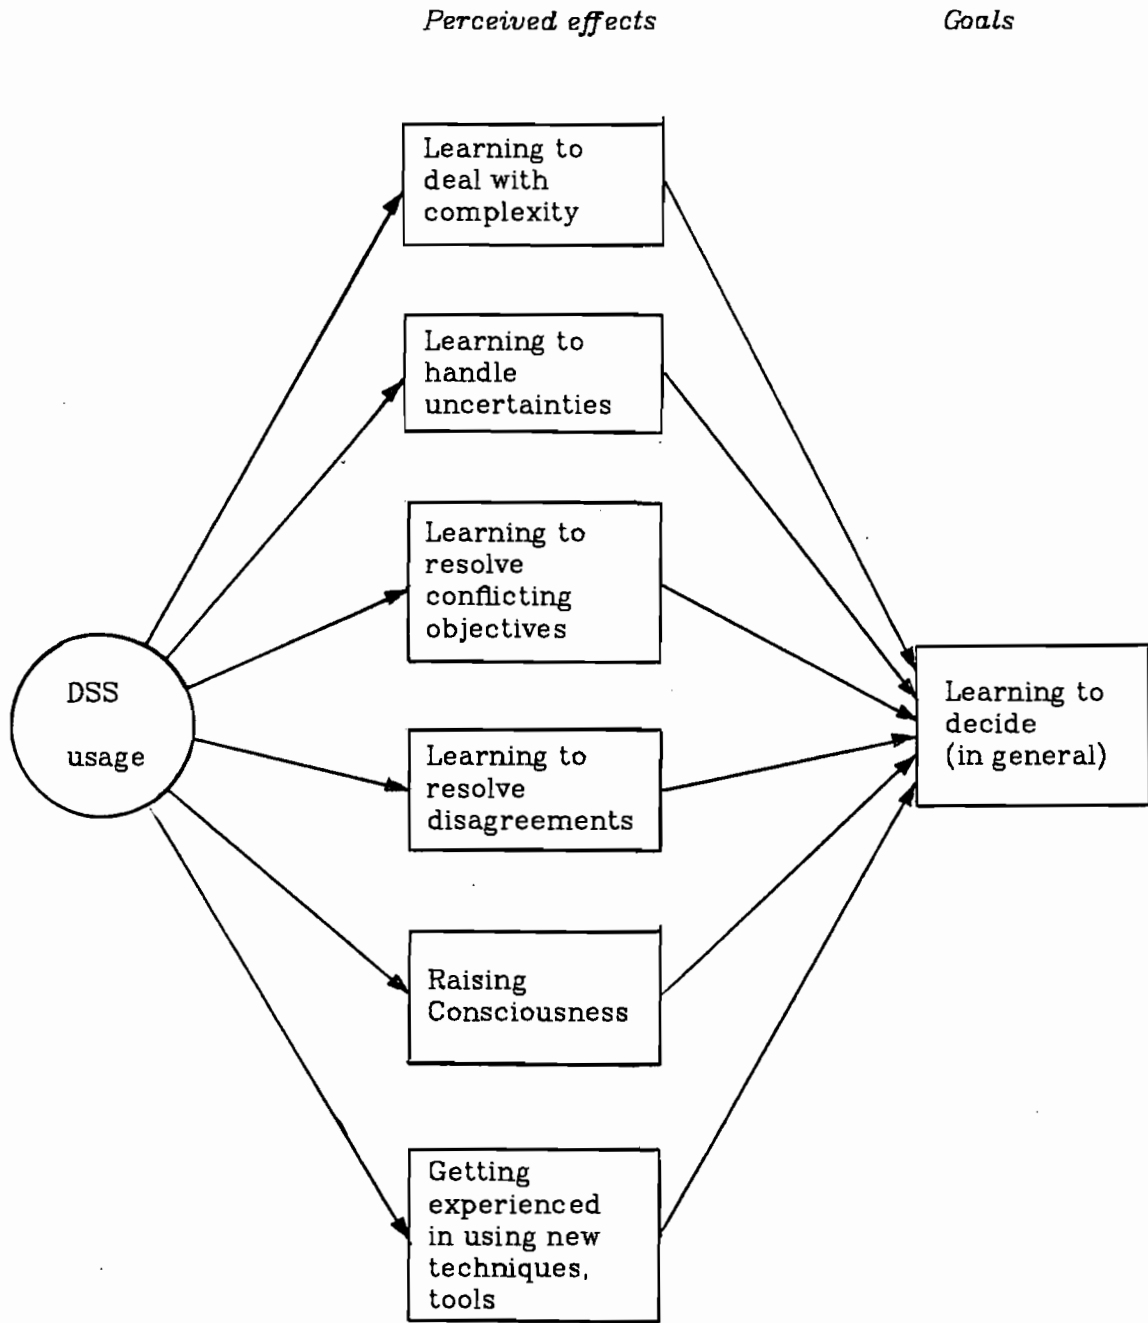 Perceived effects
Goals
Learning to
deal with
complexity
Learning to
handle
uncertainties
Learning to
resolve
conflicting
objectives
DSS
usage
Learning to
resolve
disagreements
Learning to
decide
(in general)
Raising
Consciousness
Getting
experienced
in using new
techniques,
tools